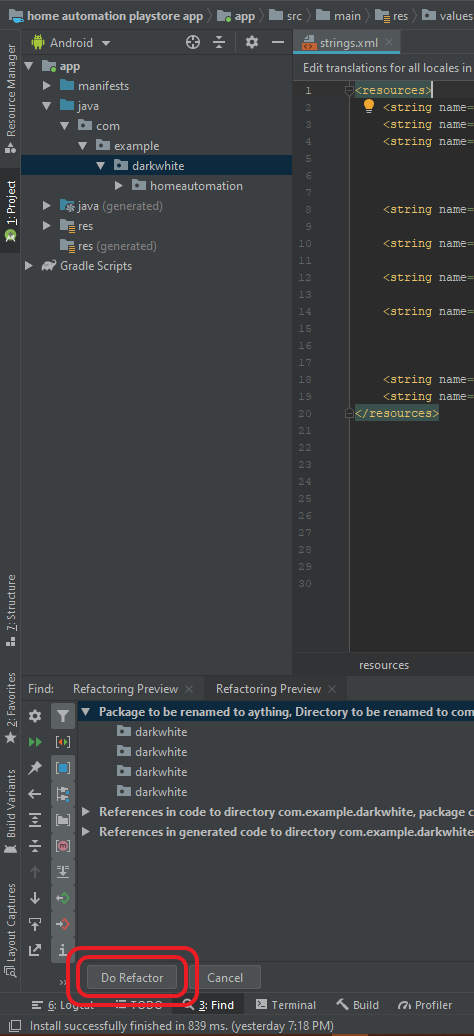 home automation playstore app app src main res values
Resource Manager
1: Project
7: Structure
2: Favorites
Build Variants
Layout Captures
Android
app
manifests
java
com
example
darkwhite
homeautomation
java (generated)
res
res (generated)
Gradle Scripts
strings.xml
Edit translations for all locales in
1 <resources>
2 <string name=
3 <string name=
4 <string name=
5
6
7
8 <string name=
9
10 <string name=
11
12 <string name=
13
14 <string name=
15
16
17
18 <string name=
19 <string name=
20 </resources>
21
22
23
24
25
26
27
28
29
30
resources
Find: Refactoring Preview Refactoring Preview
Package to be renamed to aything, Directory to be renamed to com
darkwhite
darkwhite
darkwhite
darkwhite
References in code to directory com.example.darkwhite, package c
References in generated code to directory com.example.darkwhite
Do Refactor Cancel
6: Logcat TODO 3: Find Terminal Build Profiler
Install successfully finished in 839 ms. (yesterday 7:18 PM)